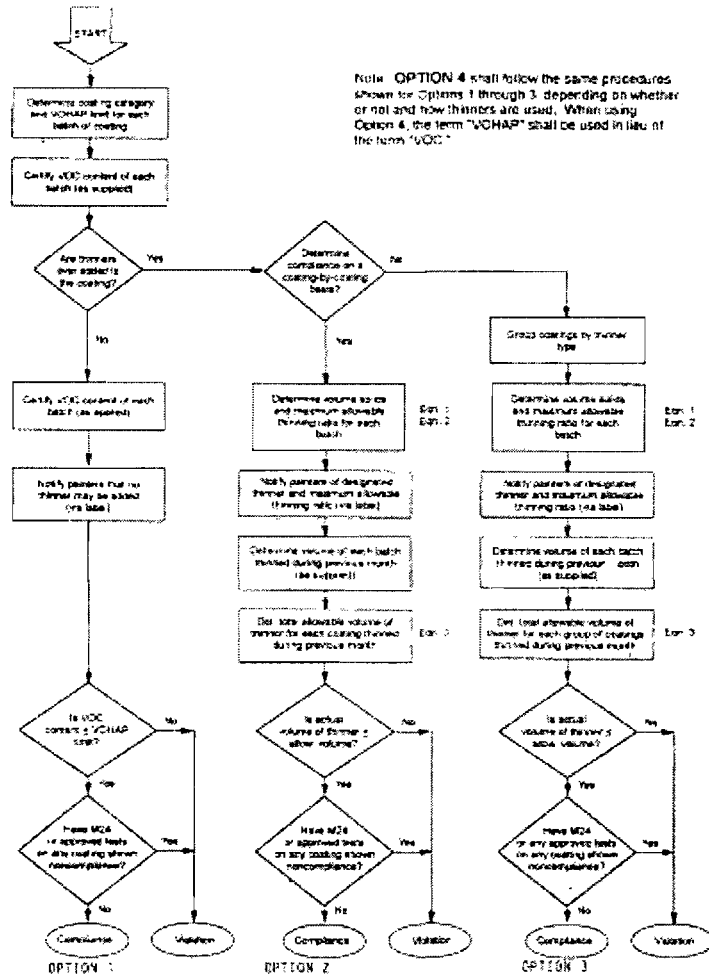 START
Note: OPTION 4 shall follow the same procedures
shown for Options 1 through 3, depending on whether
or not and how thinners are used. When using
Option 4, the term "VOHAP" shall be used in lieu of
the term "VOC."
Determine coating category
and VOHAP limit for each
batch of coating
Certify VOC content of each
batch (as supplied)
Are thinners
ever added to
the coating?
Yes
No
Determine
compliance on a
coating-by-coating
basis?
No
Yes
Group coatings by thinner
type
Certify VOC content of each
batch (as applied)
Notify painters that no
thinner may be added
(via label)
Determine volume solids
and maximum allowable
thinning ratio for each
batch
Eqn. 1
Eqn. 2
Notify painters of designated
thinner and maximum allowable
thinning ratio (via label)
Determine volume of each batch
thinned during previous month
(as supplied)
Det. total allowable volume of
thinner for each coating thinned
during previous month
Eqn.
Determine volume solids
and maximum allowable
thinning ratio for each
batch
Eqn. 1
Eqn. 2
Notify painters of designated
thinner and maximum allowable
thinning ratio (via label)
Determine volume of each batch
thinned during previous
(as supplied)
Det. total allowable volume of
thinner for each group of coatings
thinned during previous month
Eqn. 3
Is VOC
content ≤ VOHAP
limit?
No
Yes
Have M24
or approved tests
on any coating shown
noncompliance?
Yes
No
Compliance
Violation
OPTION 1
Is actual
volume of thinner ≤
allow. volume?
No
Yes
Have M24
or approved tests
on any coating shown
noncompliance?
Yes
No
Compliance
Violation
OPTION 2
Is actual
volume of thinner ≤
allow. volume?
No
Yes
Have M24
or any approved tests
on any coating shown
noncompliance?
Yes
No
Compliance
Violation
OPTION 3